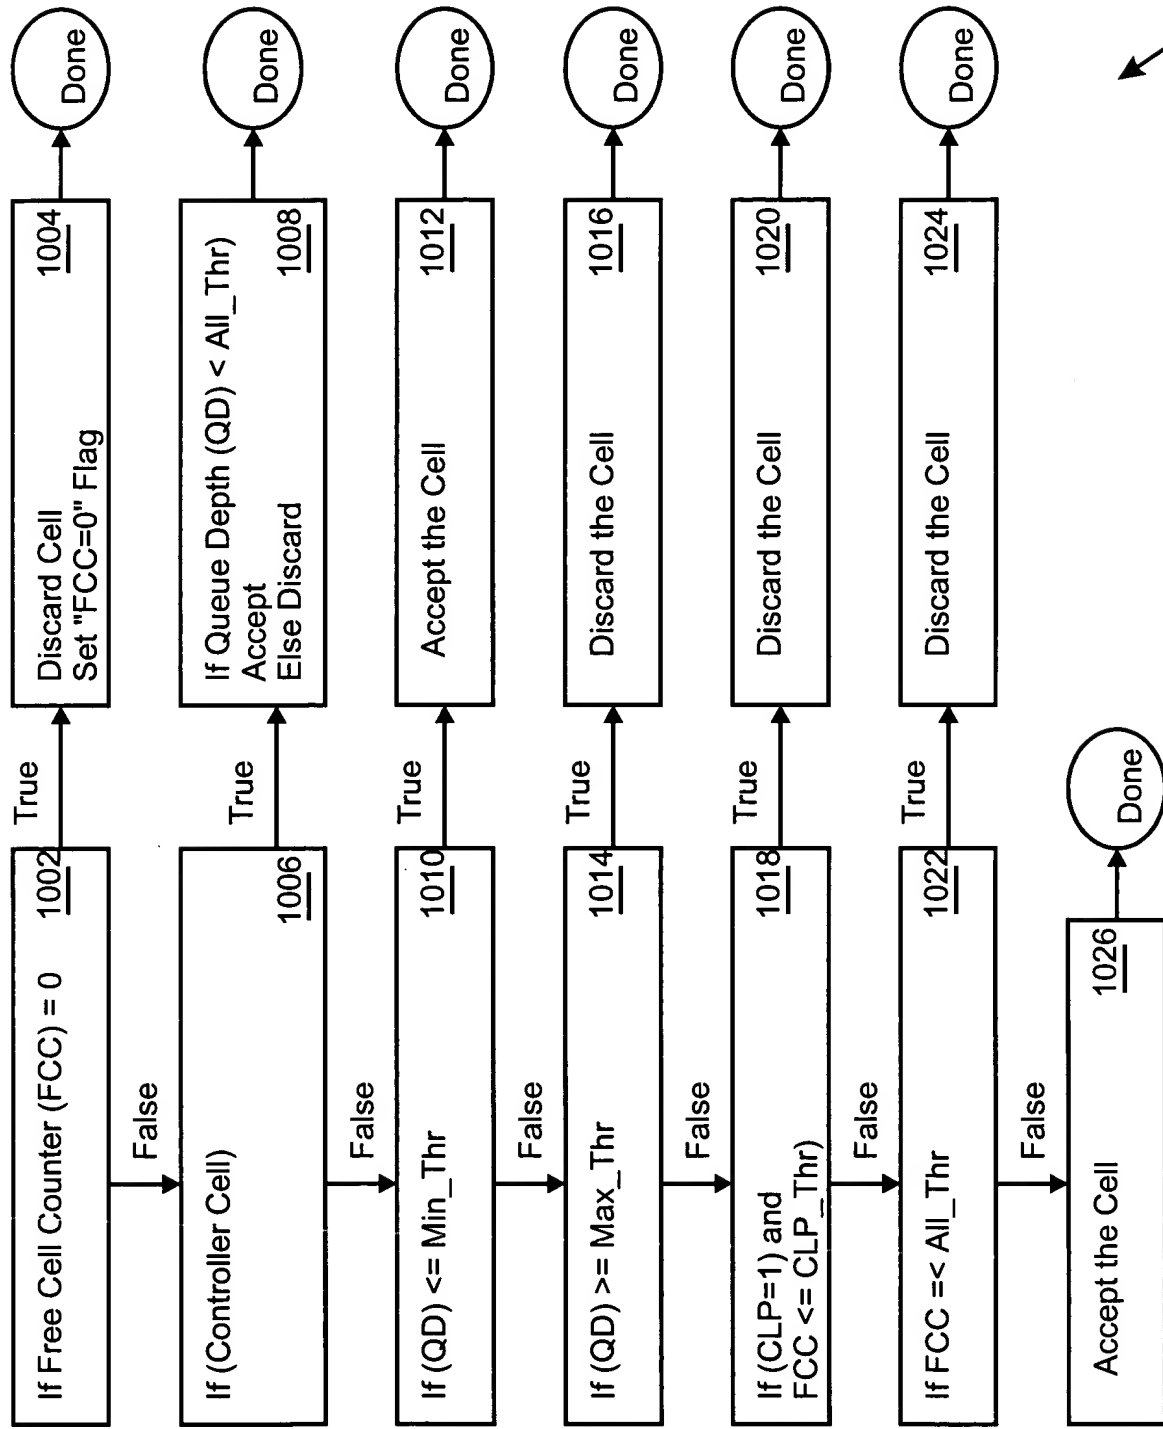 If Free Cell Counter (FCC) = 0
1002
True
Discard Cell
Set "FCC=0" Flag
1004
Done
False
If (Controller Cell)
1006
True
If Queue Depth (QD) < All_Thr)
Accept
Else Discard
1008
Done
False
If (QD) <= Min_Thr
1010
True
Accept the Cell
1012
Done
False
If (QD) >= Max_Thr
1014
True
Discard the Cell
1016
Done
False
If (CLP=1) and
FCC <= CLP_Thr)
1018
True
Discard the Cell
1020
Done
False
If FCC =< All_Thr
1022
True
Discard the Cell
1024
Done
False
Accept the Cell
1026
Done